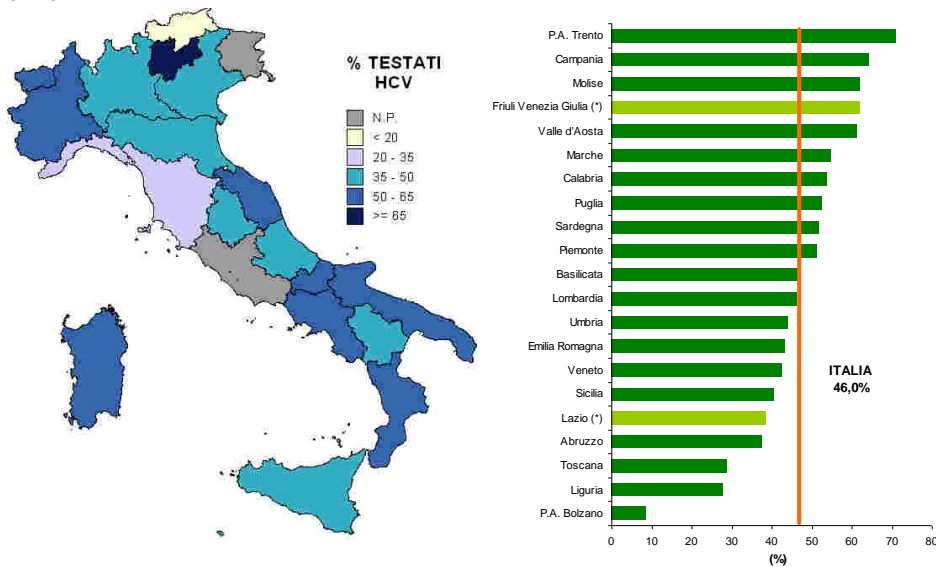 % TESTATI
HCV
N.P.
< 20
20 - 35
35 - 50
50 - 65
>= 65
P.A. Trento
Campania
Molise
Friuli Venezia Giulia (*)
Valle d'Aosta
Marche
Calabria
Puglia
Sardegna
Piemonte
Basilicata
Lombardia
Umbria
Emilia Romagna
Veneto
Sicilia
Lazio (*)
Abruzzo
Toscana
Liguria
P.A. Bolzano
ITALIA
46,0%
0 10 20 30 40 50 60 70 80
(%)